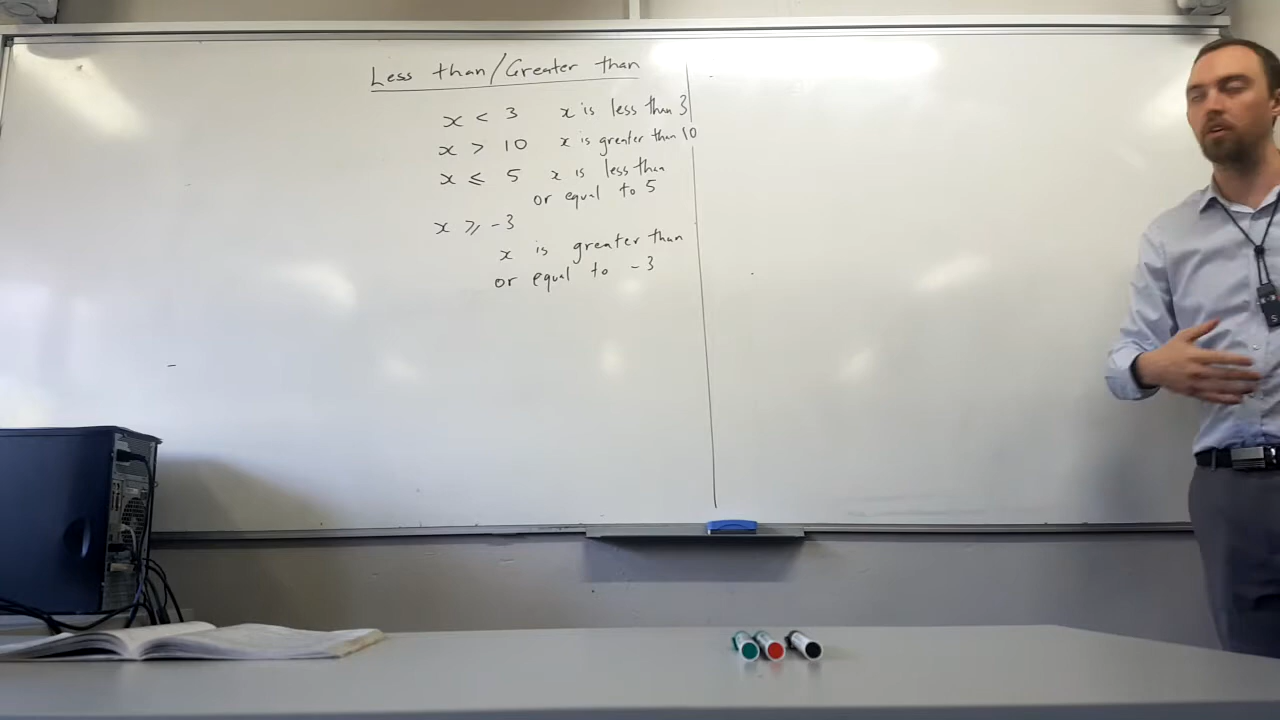 Less than/Greater than
x < 3 x is less than 3
x > 10 x is greater than 10
x ⩽ 5 x is less than
or equal to 5
x ⩾ -3
x is greater than
or equal to -3